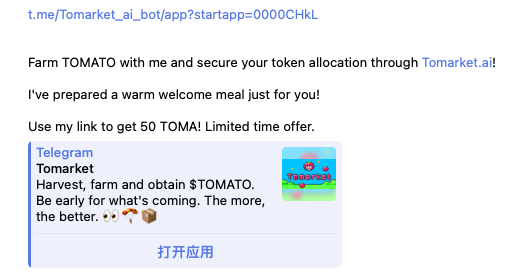 t.me/Tomarket_ai_bot/app?startapp=0000CHkL
Farm TOMATO with me and secure your token allocation through Tomarket.ai!
I've prepared a warm welcome meal just for you!
Use my link to get 50 TOMA! Limited time offer.
Telegram
Tomarket
Harvest, farm and obtain $TOMATO.
Be early for what's coming. The more,
the better. 👀🪂📦
Tomarket
打开应用